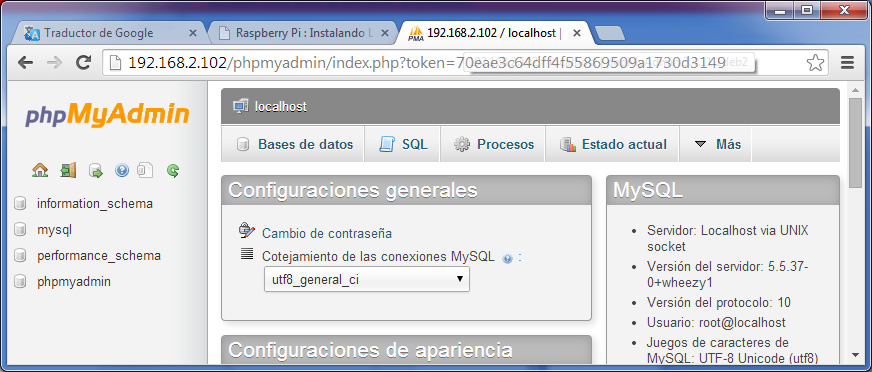 Traductor de Google
Raspberry Pi : Instalando L
PMA
192.168.2.102 / localhost |
192.168.2.102/phpmyadmin/index.php?token=70eae3c64dff4f55869509a1730d3149
phpMyAdmin
localhost
Bases de datos
SQL
Procesos
Estado actual
Más
information_schema
mysql
performance_schema
phpmyadmin
Configuraciones generales
Cambio de contraseña
Cotejamiento de las conexiones MySQL ? :
utf8_general_ci
Configuraciones de apariencia
MySQL
• Servidor: Localhost via UNIX
socket
• Versión del servidor: 5.5.37-
0+wheezy1
• Versión del protocolo: 10
• Usuario: root@localhost
• Juegos de caracteres de
MySQL: UTF-8 Unicode (utf8)